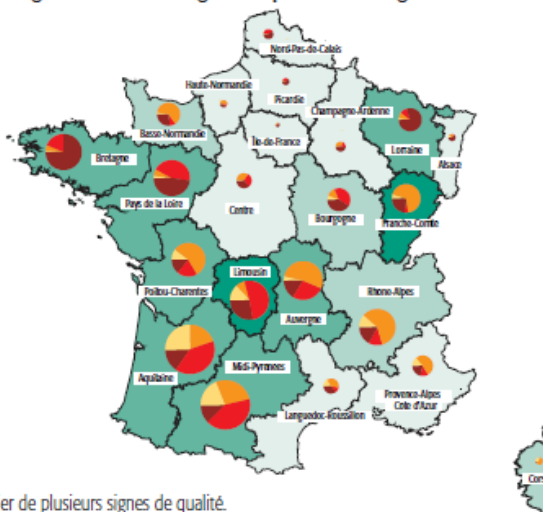 Nord-Pas-de-Calais
Haute-Normandie
Picardie
Champagne-Ardenne
Basse-Normandie
Île-de-France
Lorraine
Alsace
Bretagne
Pays de la Loire
Centre
Bourgogne
Franche-Comté
Poitou-Charentes
Limousin
Auvergne
Rhône-Alpes
Aquitaine
Midi-Pyrénées
Languedoc-Roussillon
Provence-Alpes
Côte d'Azur
er de plusieurs signes de qualité.